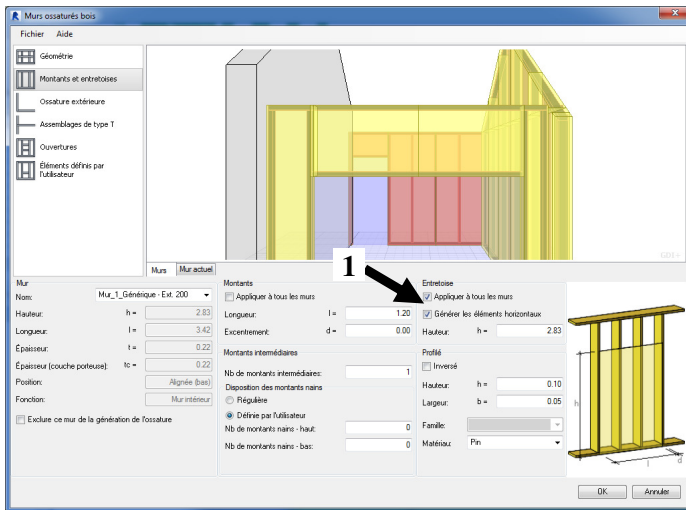 Murs ossaturés bois
Fichier Aide
Géométrie
Montants et entretoises
Ossature extérieure
Assemblages de type T
Ouvertures
Éléments définis par
l'utilisateur
GDI+
Murs Mur actuel
1
Mur
Nom: Mur_1_Générique - Ext. 200
Hauteur: h = 2.83
Longueur: l = 3.42
Épaisseur: t = 0.22
Épaisseur (couche porteuse): tc = 0.22
Position: Alignée (bas)
Fonction: Mur intérieur
Exclure ce mur de la génération de l'ossature
Montants
Appliquer à tous les murs
Longueur: l = 1.20
Excentrement: d = 0.00
Montants intermédiaires
Nb de montants intermédiaires: 1
Disposition des montants nains
Régulière
Définie par l'utilisateur
Nb de montants nains - haut: 0
Nb de montants nains - bas: 0
Entretoise
Appliquer à tous les murs
Générer les éléments horizontaux
Hauteur: h = 2.83
Profilé
Inversé
Hauteur: h = 0.10
Largeur: b = 0.05
Famille:
Matériau: Pin
h
l
d
OK Annuler